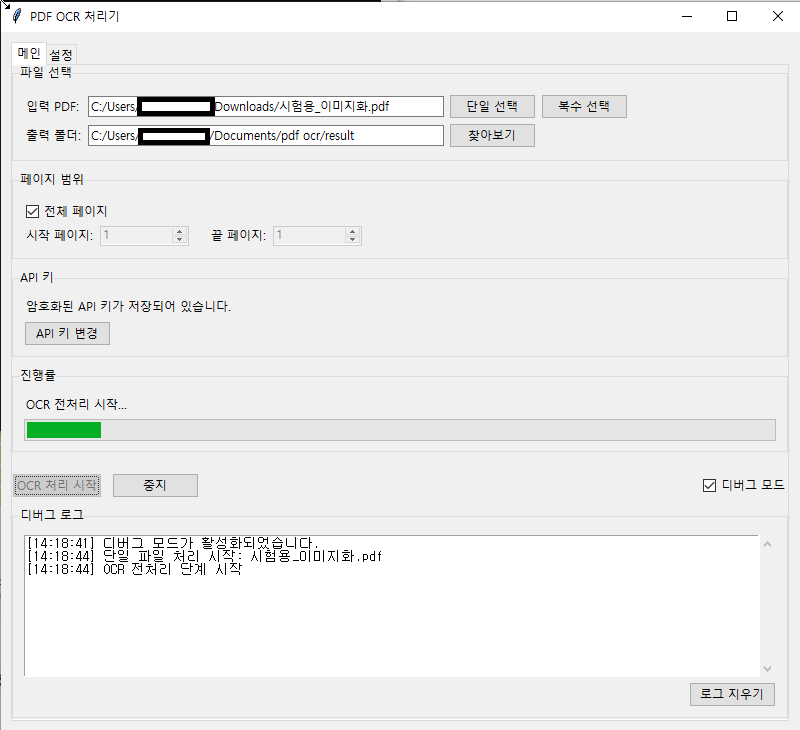 PDF OCR 처리기
메인 설정
파일 선택
입력 PDF: C:/Users/ Downloads/시험용_이미지화.pdf 단일 선택 복수 선택
출력 폴더: C:/Users/ /Documents/pdf ocr/result 찾아보기
페이지 범위
전체 페이지
시작 페이지: 1 끝 페이지: 1
API 키
암호화된 API 키가 저장되어 있습니다.
API 키 변경
진행률
OCR 전처리 시작...
OCR 처리 시작 중지 디버그 모드
디버그 로그
[14:18:41] 디버그 모드가 활성화되었습니다.
[14:18:44] 단일 파일 처리 시작: 시험용_이미지화.pdf
[14:18:44] OCR 전처리 단계 시작
로그 지우기